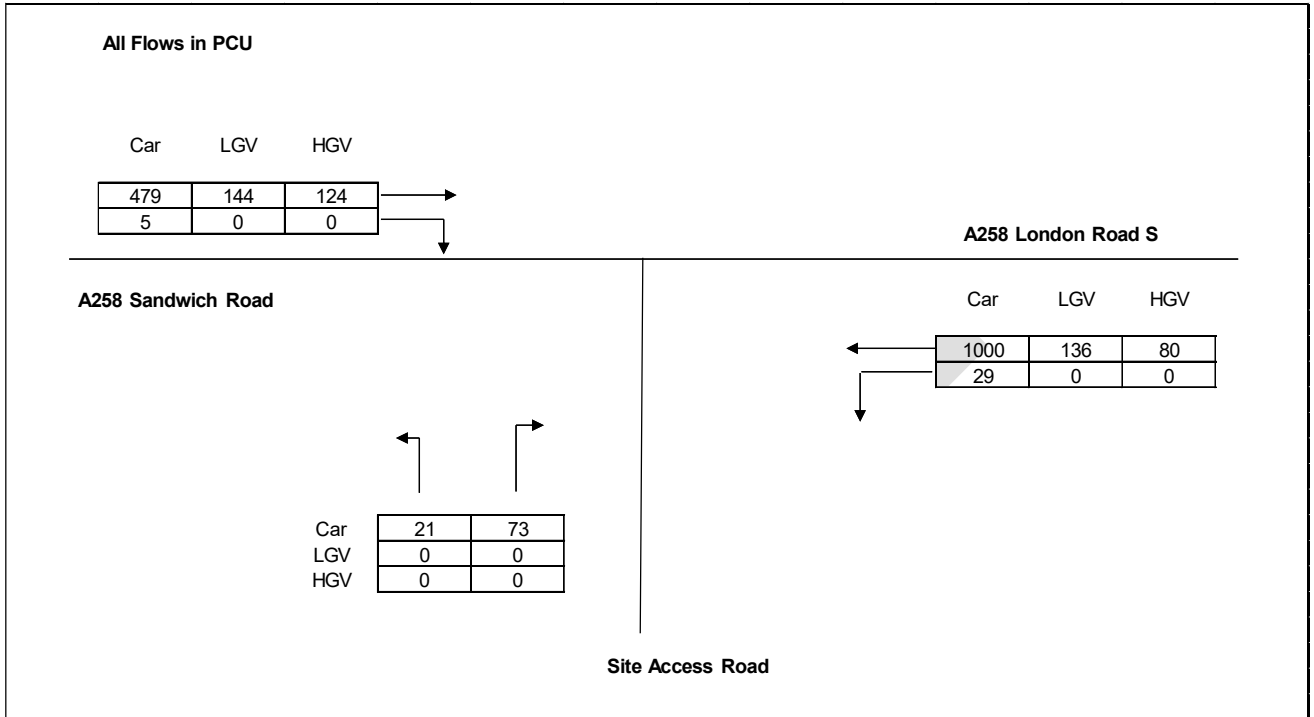 All Flows in PCU
Car LGV HGV
479 144 124
5 0 0
A258 London Road S
A258 Sandwich Road
Car LGV HGV
1000 136 80
29 0 0
Car 21 73
LGV 0 0
HGV 0 0
Site Access Road